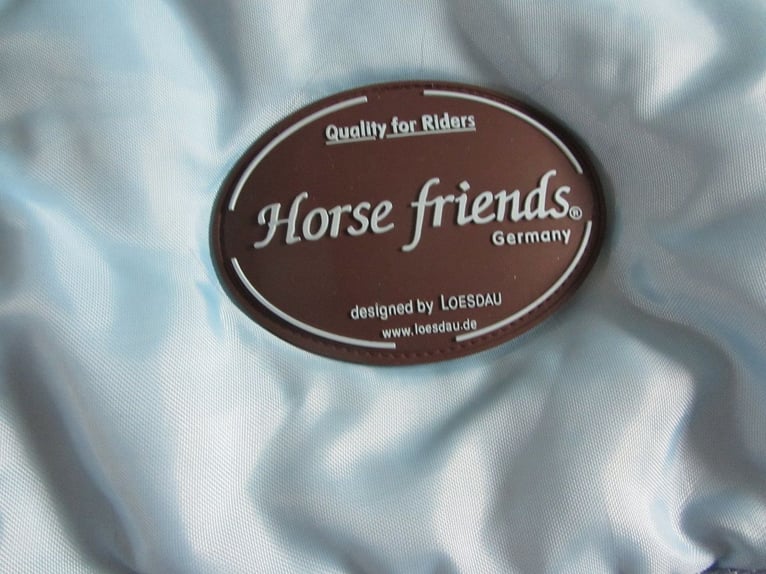 Quality for Riders
Horse friends®
Germany
designed by LOESDAU
www.loesdau.de